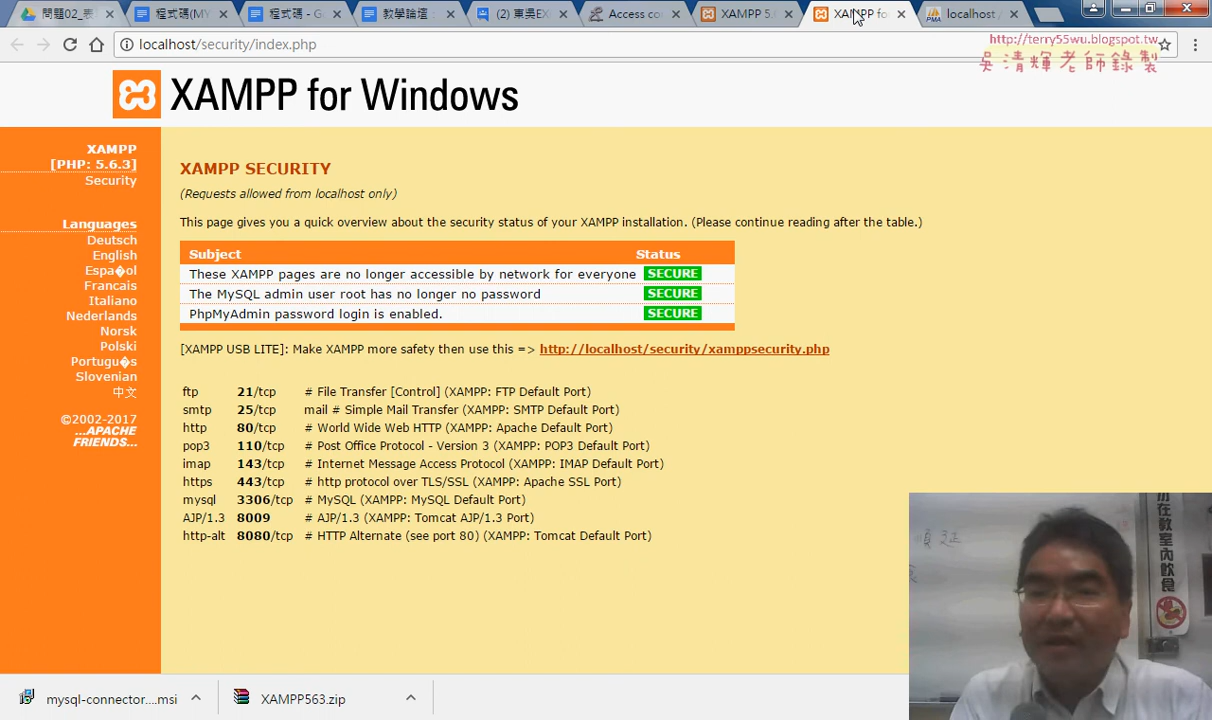 問題02_表
程式碼(MY
程式碼 - G
教學論壇 :
(2) 東吳EX
Access co
XAMPP 5.
XAMPP fo
localhost
localhost/security/index.php
http://terry55wu.blogspot.tw
吳清輝老師錄製
XAMPP for Windows
XAMPP
[PHP: 5.6.3]
Security
Languages
Deutsch
English
Espa�ol
Francais
Italiano
Nederlands
Norsk
Polski
Portugu�s
Slovenian
中文
©2002-2017
...APACHE
FRIENDS...
XAMPP SECURITY
(Requests allowed from localhost only)
This page gives you a quick overview about the security status of your XAMPP installation. (Please continue reading after the table.)
Subject Status
These XAMPP pages are no longer accessible by network for everyone SECURE
The MySQL admin user root has no longer no password SECURE
PhpMyAdmin password login is enabled. SECURE
[XAMPP USB LITE]: Make XAMPP more safety then use this => http://localhost/security/xamppsecurity.php
ftp 21/tcp # File Transfer [Control] (XAMPP: FTP Default Port)
smtp 25/tcp mail # Simple Mail Transfer (XAMPP: SMTP Default Port)
http 80/tcp # World Wide Web HTTP (XAMPP: Apache Default Port)
pop3 110/tcp # Post Office Protocol - Version 3 (XAMPP: POP3 Default Port)
imap 143/tcp # Internet Message Access Protocol (XAMPP: IMAP Default Port)
https 443/tcp # http protocol over TLS/SSL (XAMPP: Apache SSL Port)
mysql 3306/tcp # MySQL (XAMPP: MySQL Default Port)
AJP/1.3 8009 # AJP/1.3 (XAMPP: Tomcat AJP/1.3 Port)
http-alt 8080/tcp # HTTP Alternate (see port 80) (XAMPP: Tomcat Default Port)
勿在教室內飲食
mysql-connector....msi
XAMPP563.zip